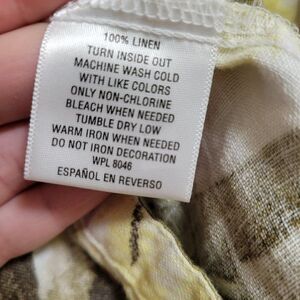 100% LINEN
TURN INSIDE OUT
MACHINE WASH COLD
WITH LIKE COLORS
ONLY NON-CHLORINE
BLEACH WHEN NEEDED
TUMBLE DRY LOW
WARM IRON WHEN NEEDED
DO NOT IRON DECORATION
WPL 8046
ESPAÑOL EN REVERSO